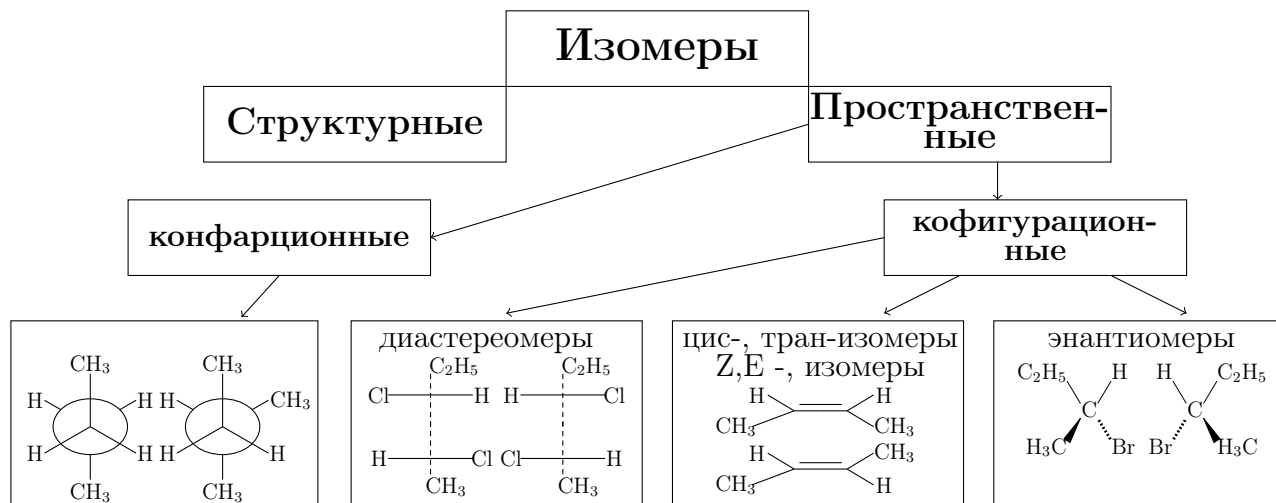 Изомеры
Структурные
Пространствен-
ные
конфарционные
кофигурацион-
ные
CH₃
H H
H H
CH₃
CH₃
H CH₃
H H
CH₃
диастереомеры
C₂H₅
Cl H
H Cl
CH₃
C₂H₅
H Cl
Cl H
CH₃
цис-, тран-изомеры
Z,E -, изомеры
H H
CH₃ CH₃
H CH₃
CH₃ H
энантиомеры
C₂H₅ H
C
H₃C Br
H C₂H₅
C
Br H₃C